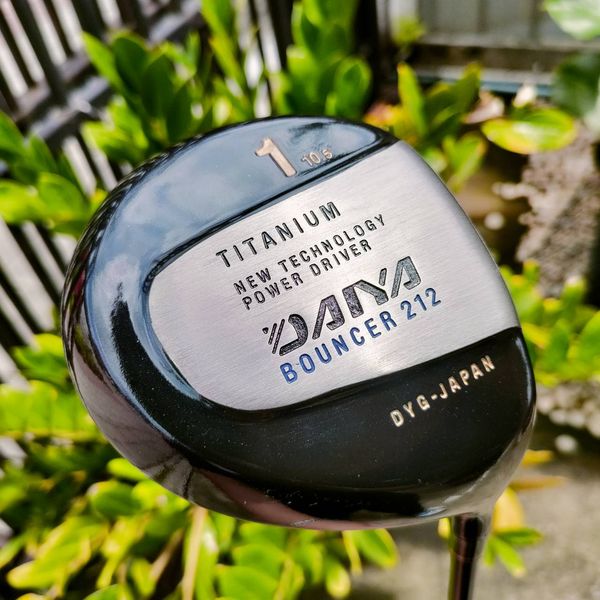 1 10.5
TITANIUM
NEW TECHNOLOGY
POWER DRIVER
DAIYA
BOUNCER 212
DYG-JAPAN